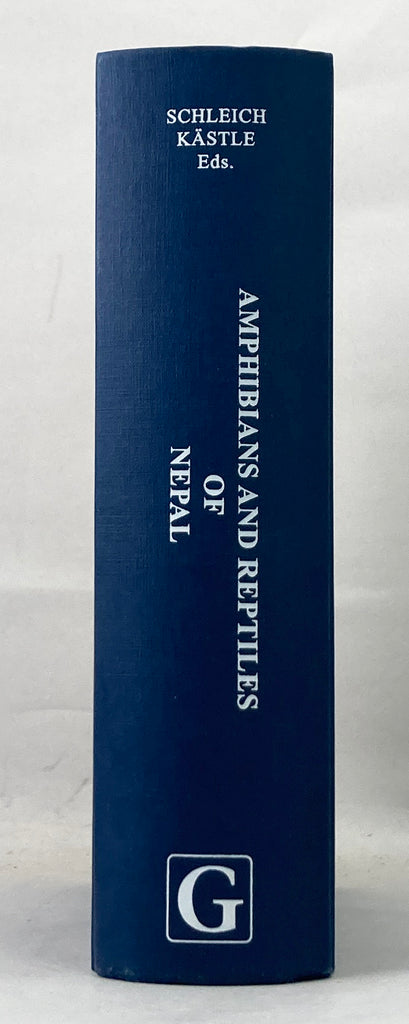 SCHLEICH
KÄSTLE
Eds.
AMPHIBIANS AND REPTILES
OF
NEPAL
G